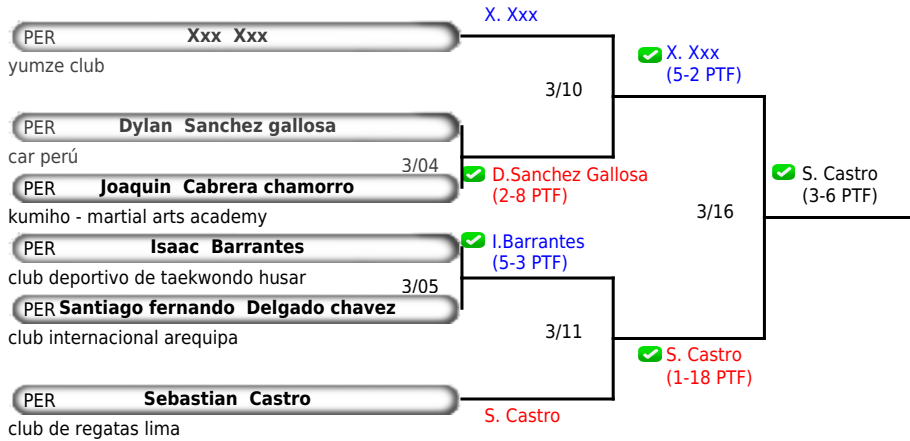 X. Xxx
PER Xxx Xxx
yumze club
X. Xxx
(5-2 PTF)
3/10
PER Dylan Sanchez gallosa
car perú
3/04
D.Sanchez Gallosa
(2-8 PTF)
PER Joaquin Cabrera chamorro
kumiho - martial arts academy
S. Castro
(3-6 PTF)
3/16
PER Isaac Barrantes
I.Barrantes
(5-3 PTF)
club deportivo de taekwondo husar
3/05
PER Santiago fernando Delgado chavez
club internacional arequipa
3/11
S. Castro
(1-18 PTF)
PER Sebastian Castro
S. Castro
club de regatas lima